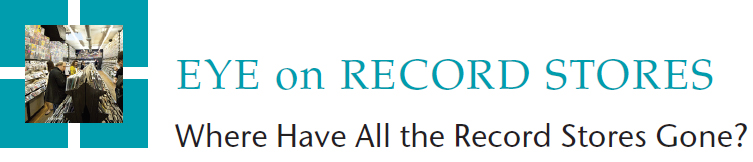 EYE on RECORD STORES
Where Have All the Record Stores Gone?